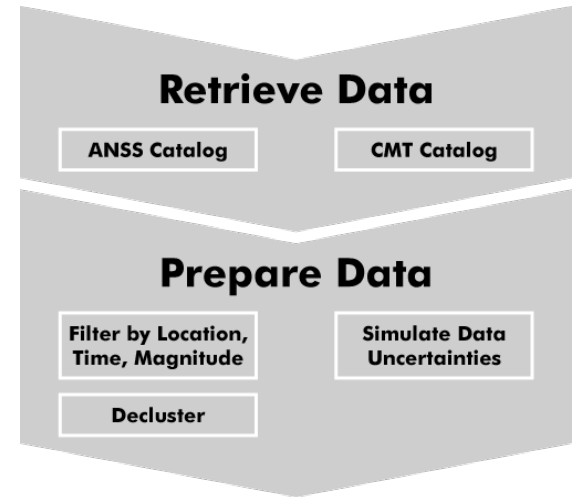 Retrieve Data
ANSS Catalog
CMT Catalog
Prepare Data
Filter by Location,
Time, Magnitude
Simulate Data
Uncertainties
Decluster